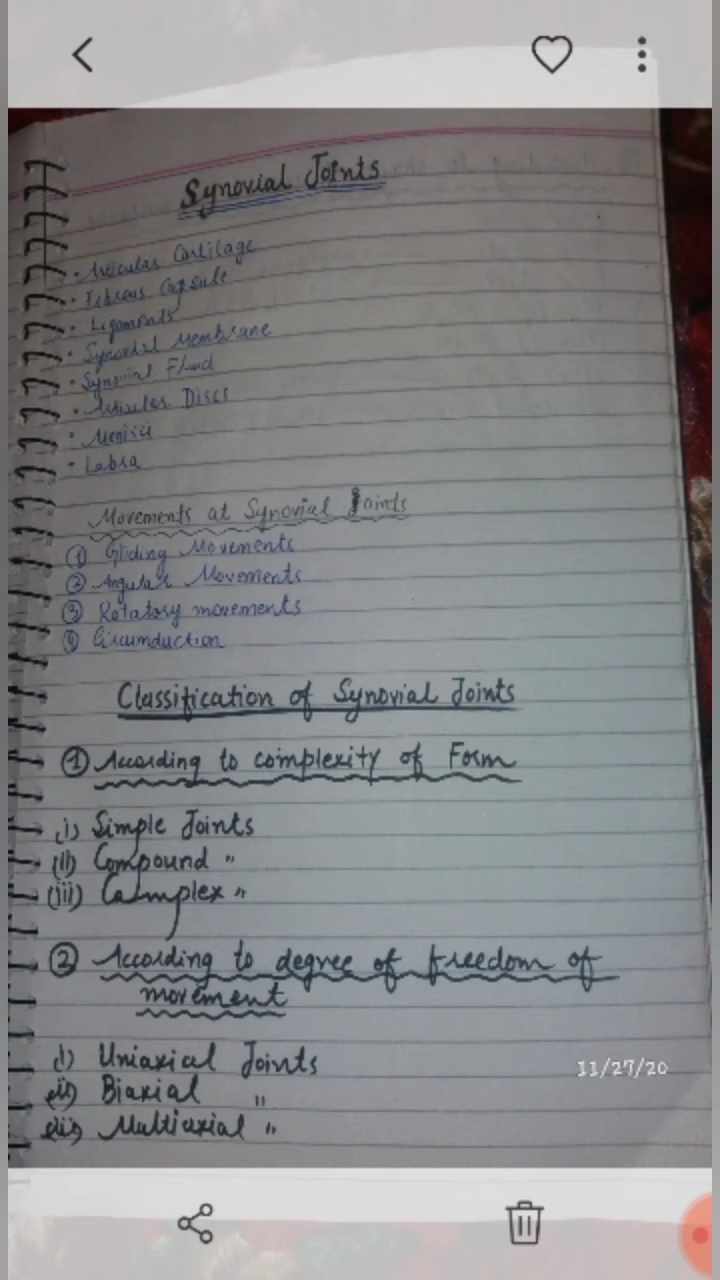 Synovial Joints
• Articular Cartilage
• Fibrous Capsule
• Ligaments
• Synovial Membrane
• Synovial Fluid
• Articular Discs
• Menisci
• Labra
Movements at Synovial Joints
① Gliding Movements
② Angular Movements
③ Rotatory movements
④ Circumduction
Classification of Synovial Joints
① According to complexity of Form
(i) Simple Joints
(ii) Compound "
(iii) Complex "
② According to degree of freedom of
movement
(i) Uniaxial Joints
11/27/20
(ii) Biaxial "
(iii) Multiaxial "